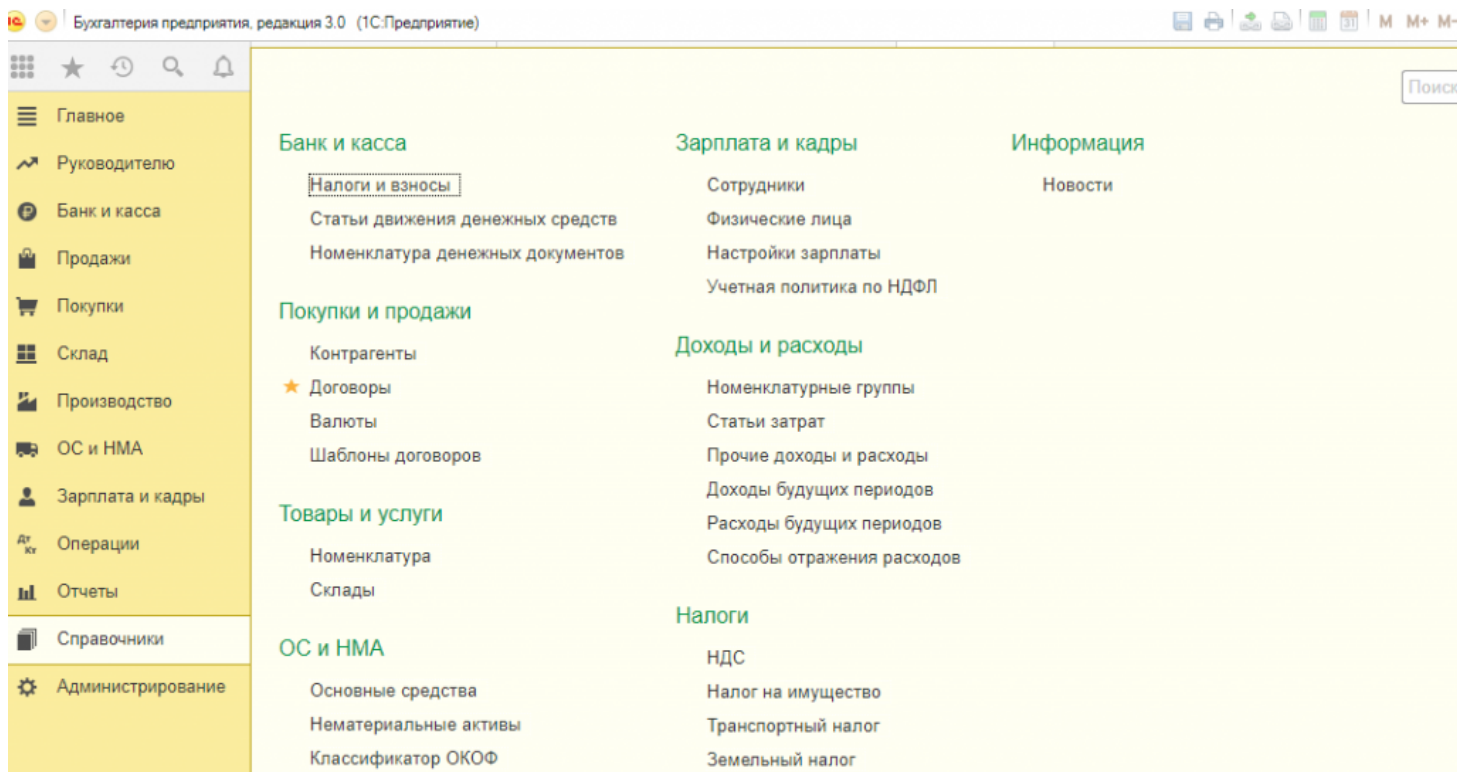 1С Бухгалтерия предприятия, редакция 3.0 (1С:Предприятие)
31 M M+ M-
Поиск
Главное
Руководителю
Банк и касса
Продажи
Покупки
Склад
Производство
ОС и НМА
Зарплата и кадры
Дт Кт Операции
Отчеты
Справочники
Администрирование
Банк и касса
Налоги и взносы
Статьи движения денежных средств
Номенклатура денежных документов
Покупки и продажи
Контрагенты
Договоры
Валюты
Шаблоны договоров
Товары и услуги
Номенклатура
Склады
ОС и НМА
Основные средства
Нематериальные активы
Классификатор ОКОФ
Зарплата и кадры
Сотрудники
Физические лица
Настройки зарплаты
Учетная политика по НДФЛ
Доходы и расходы
Номенклатурные группы
Статьи затрат
Прочие доходы и расходы
Доходы будущих периодов
Расходы будущих периодов
Способы отражения расходов
Налоги
НДС
Налог на имущество
Транспортный налог
Земельный налог
Информация
Новости